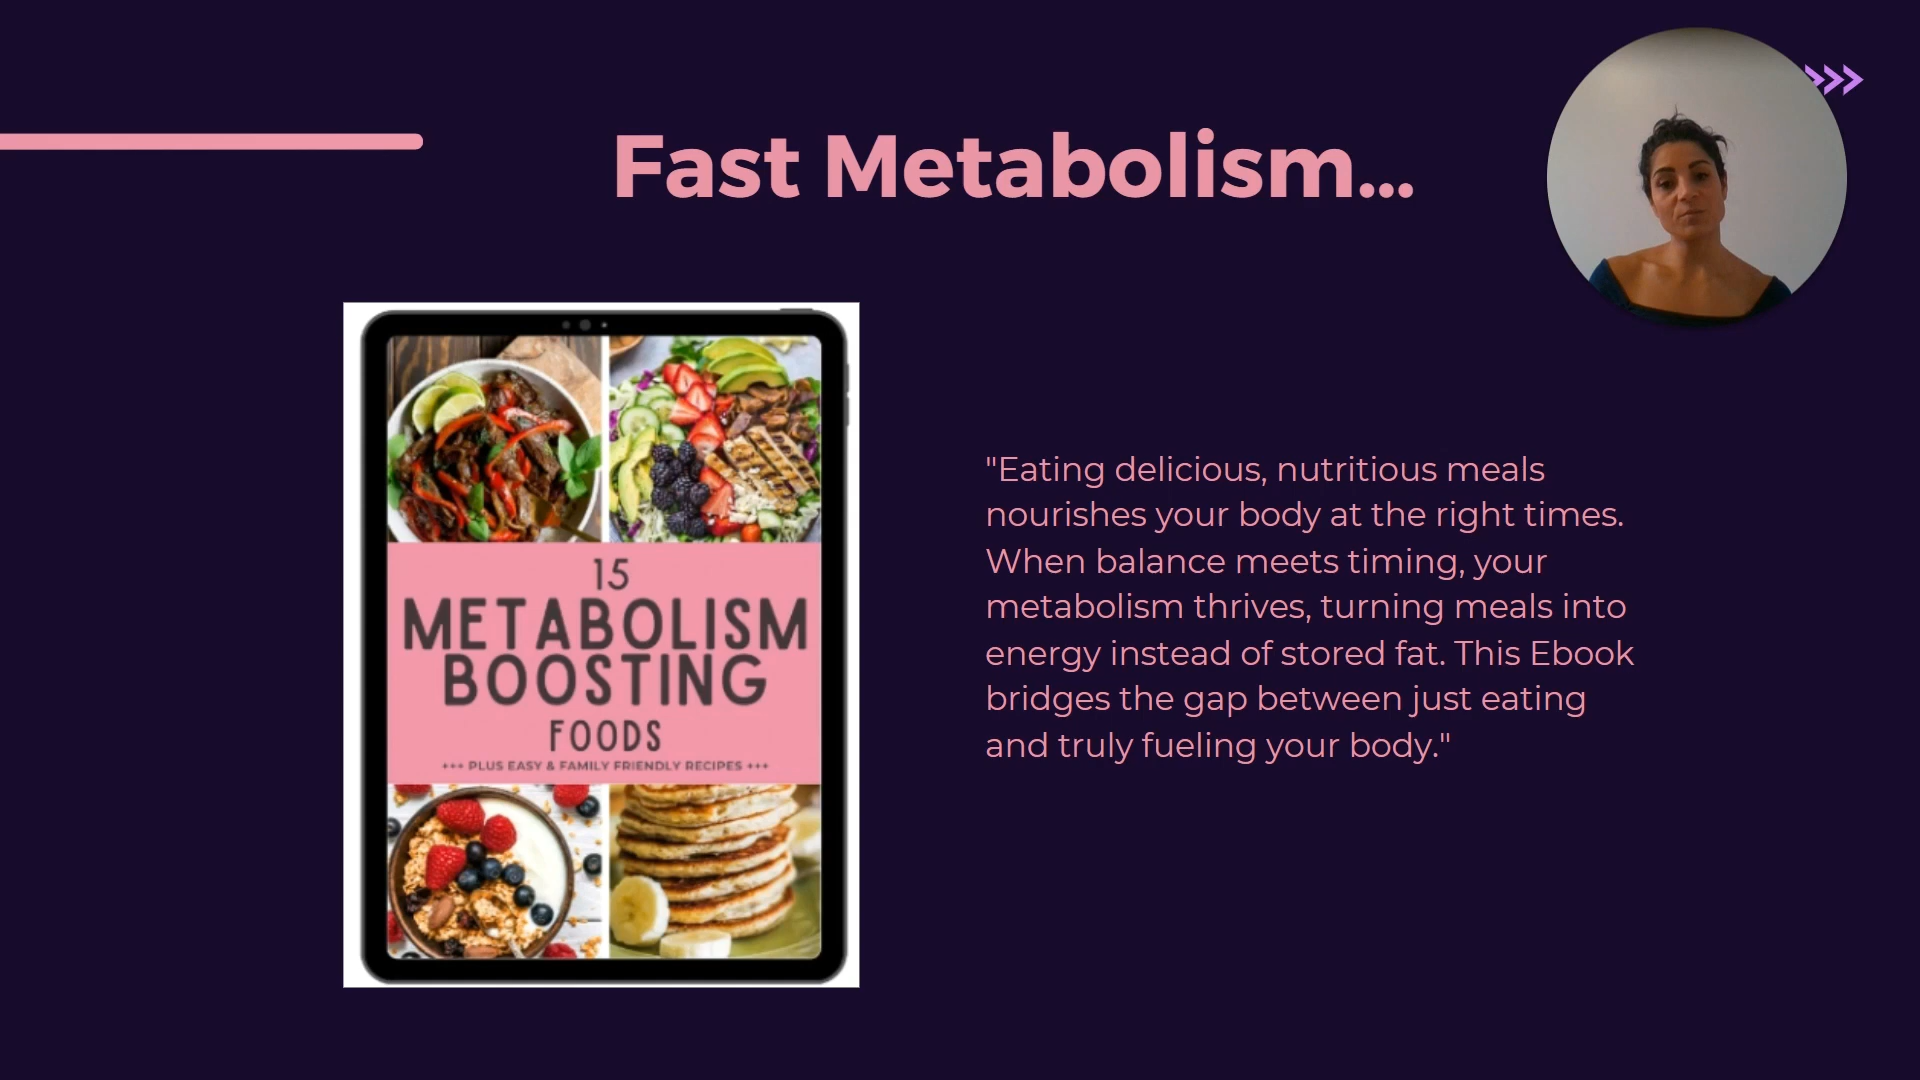 Fast Metabolism...
15
METABOLISM
BOOSTING
FOODS
+++ PLUS EASY & FAMILY FRIENDLY RECIPES +++
"Eating delicious, nutritious meals
nourishes your body at the right times.
When balance meets timing, your
metabolism thrives, turning meals into
energy instead of stored fat. This Ebook
bridges the gap between just eating
and truly fueling your body."